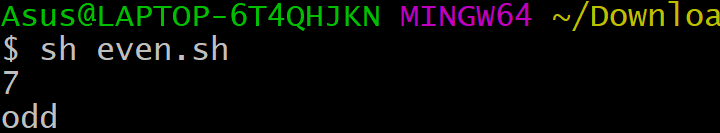 Asus@LAPTOP-6T4QHJKN MINGW64 ~/Downloa
$ sh even.sh
7
odd